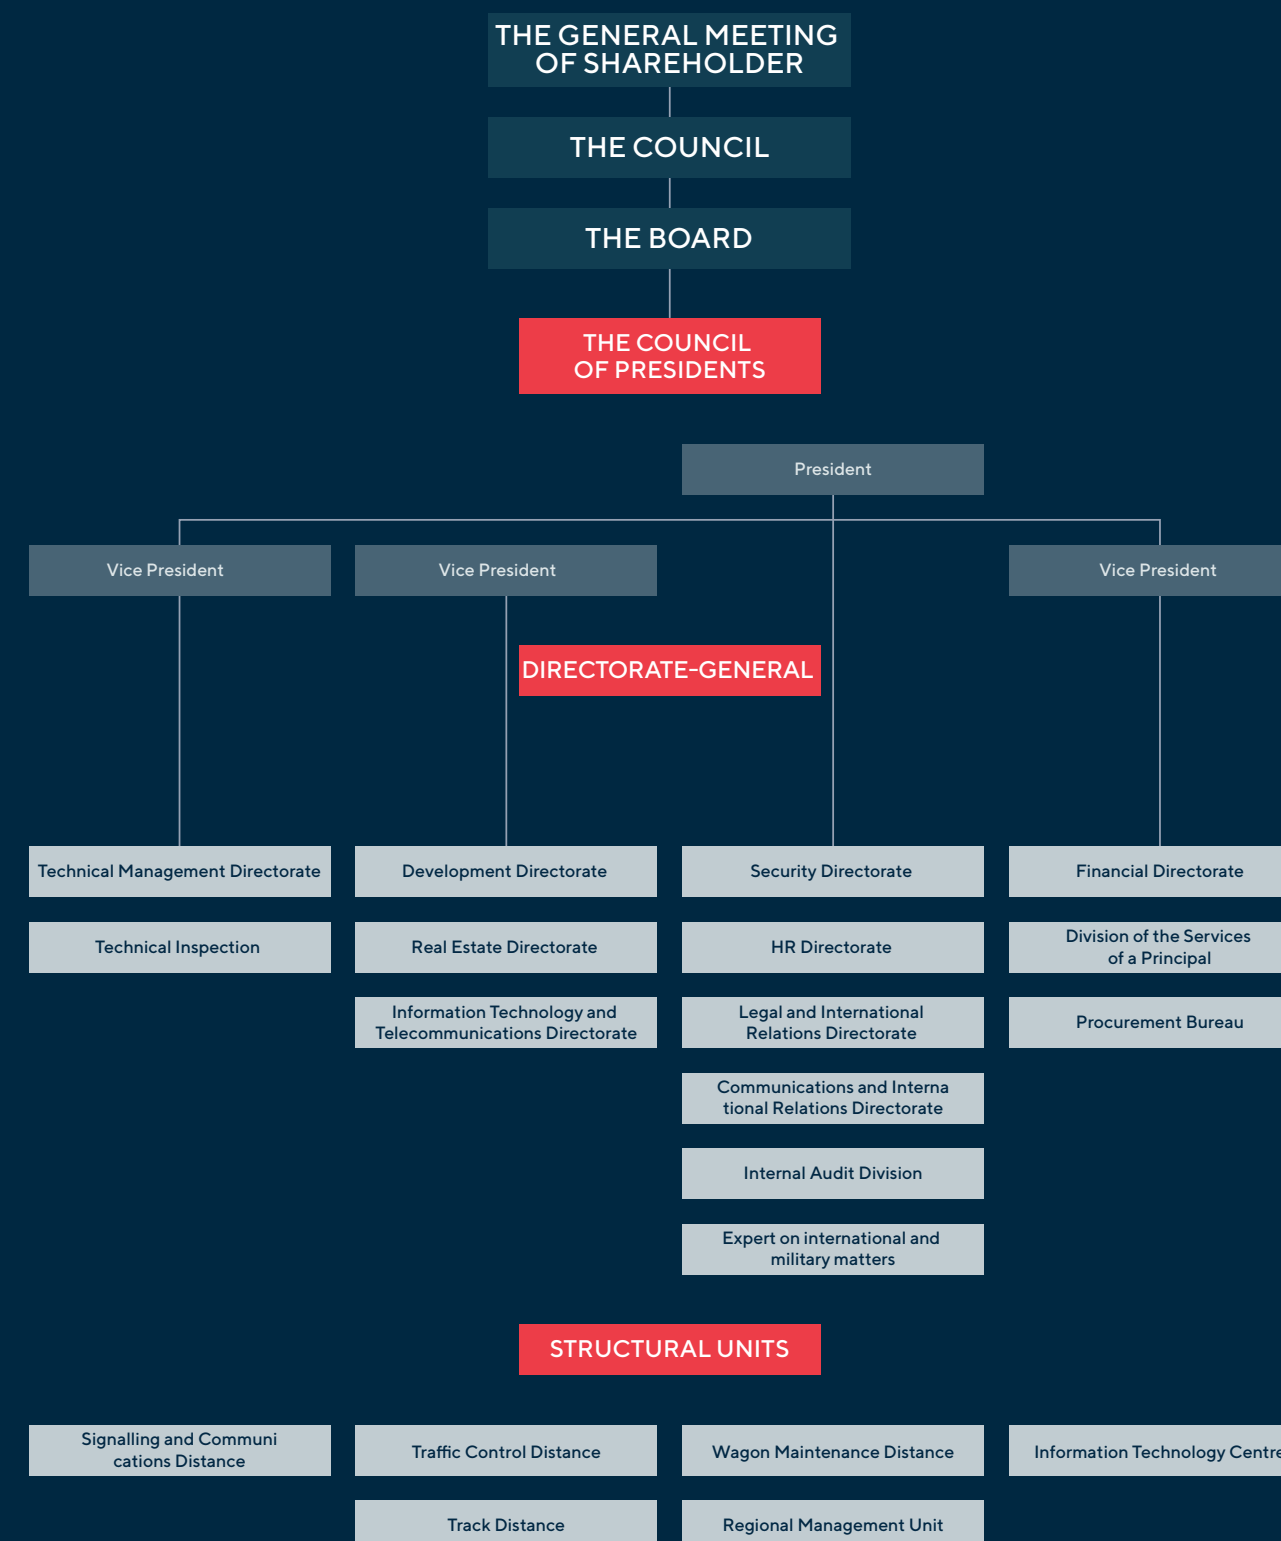 THE GENERAL MEETING
OF SHAREHOLDER
THE COUNCIL
THE BOARD
THE COUNCIL
OF PRESIDENTS
President
Vice President
Vice President
Vice President
DIRECTORATE-GENERAL
Technical Management Directorate
Development Directorate
Security Directorate
Financial Directorate
Technical Inspection
Real Estate Directorate
HR Directorate
Division of the Services
of a Principal
Information Technology and
Telecommunications Directorate
Legal and International
Relations Directorate
Procurement Bureau
Communications and Interna
tional Relations Directorate
Internal Audit Division
Expert on international and
military matters
STRUCTURAL UNITS
Signalling and Communi
cations Distance
Traffic Control Distance
Wagon Maintenance Distance
Information Technology Centre
Track Distance
Regional Management Unit